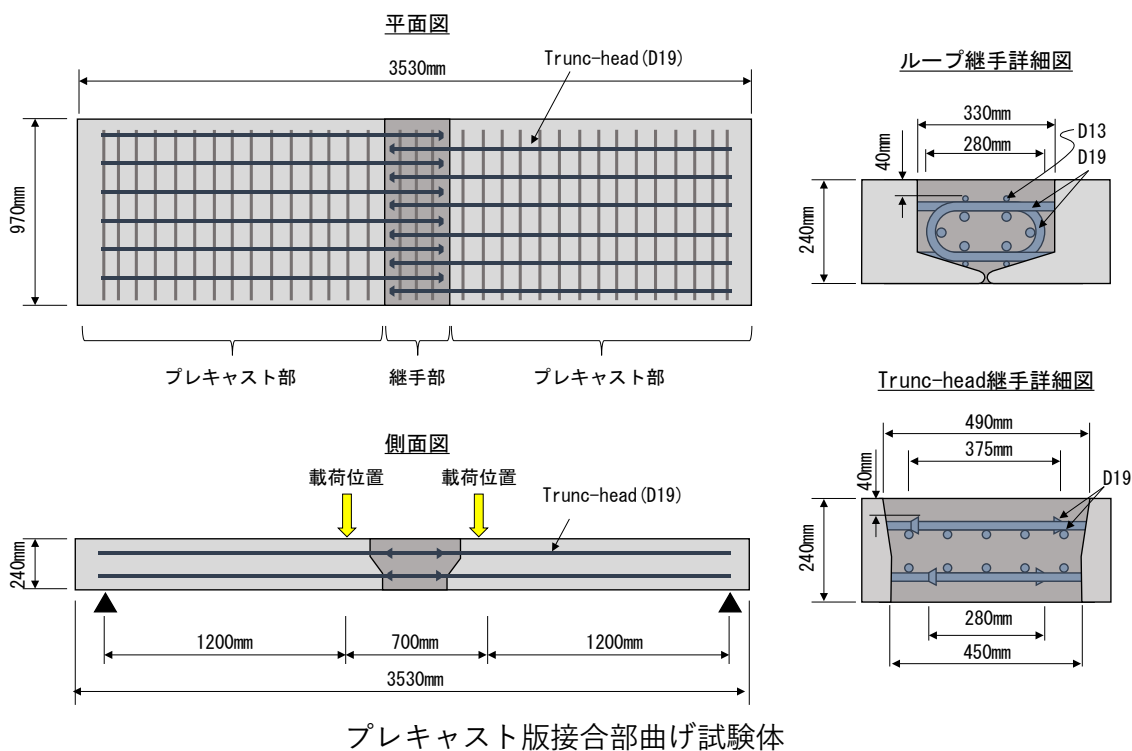 平面図
3530mm
Trunc-head(D19)
970mm
プレキャスト部
継手部
プレキャスト部
側面図
載荷位置
載荷位置
Trunc-head(D19)
240mm
1200mm
700mm
1200mm
3530mm
ループ継手詳細図
330mm
280mm
40mm
D13
D19
240mm
Trunc-head継手詳細図
490mm
375mm
40mm
D19
240mm
280mm
450mm
プレキャスト版接合部曲げ試験体